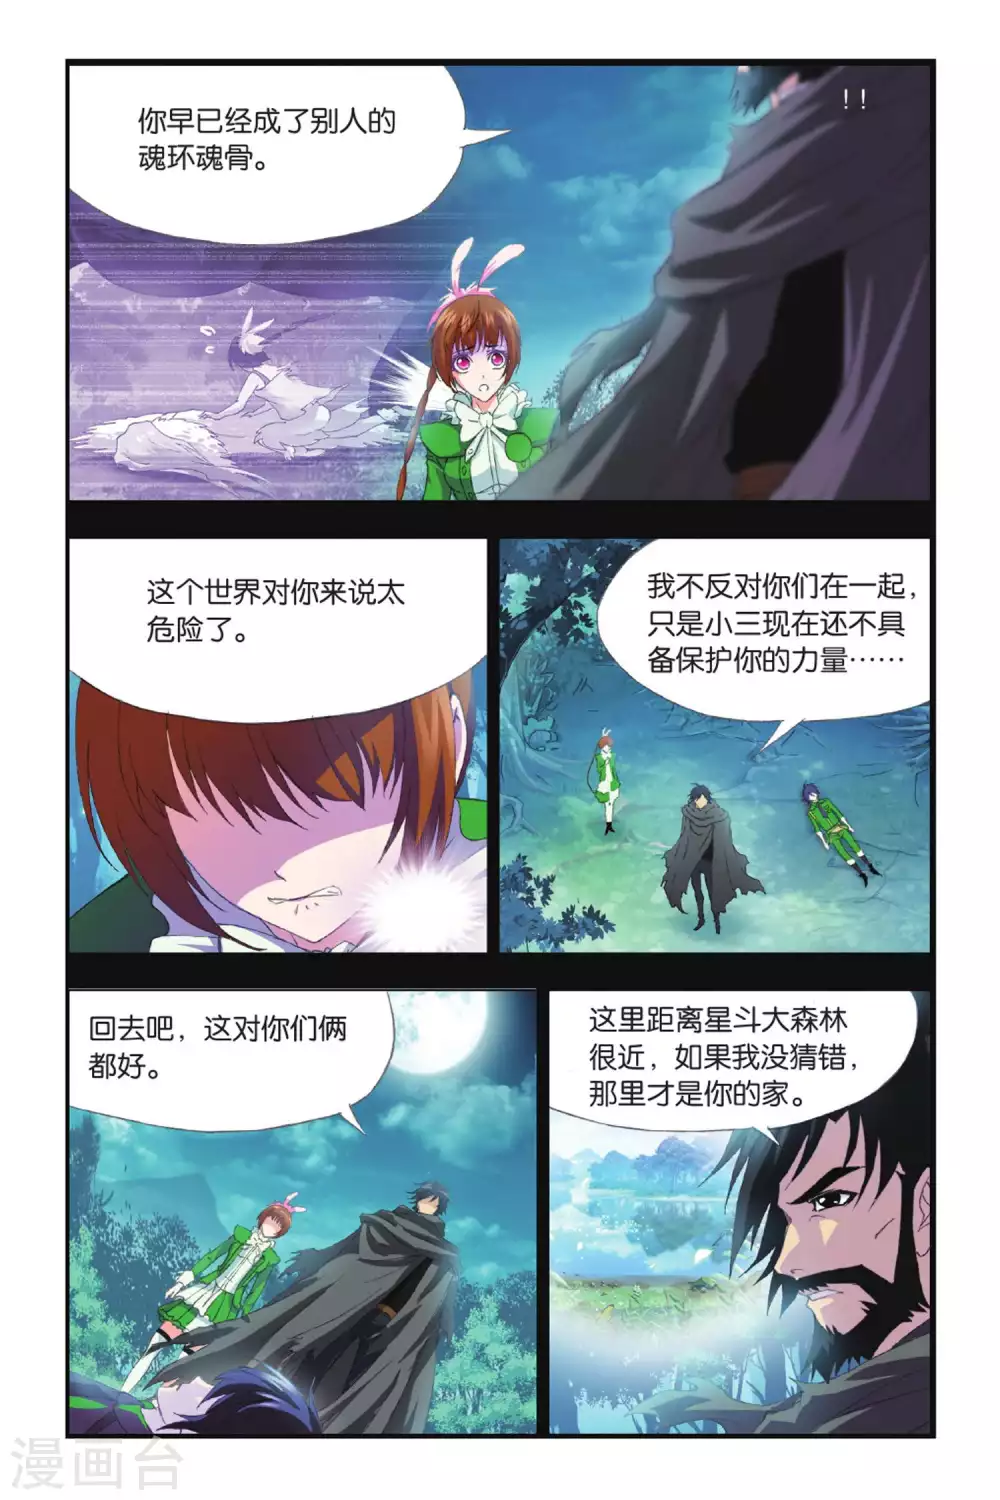 ！！
你早已经成了别人的
魂环魂骨。
这个世界对你来说太
危险了。
我不反对你们在一起，
只是小三现在还不具
备保护你的力量……
回去吧，这对你们俩
都好。
这里距离星斗大森林
很近，如果我没猜错，
那里才是你的家。
漫画台